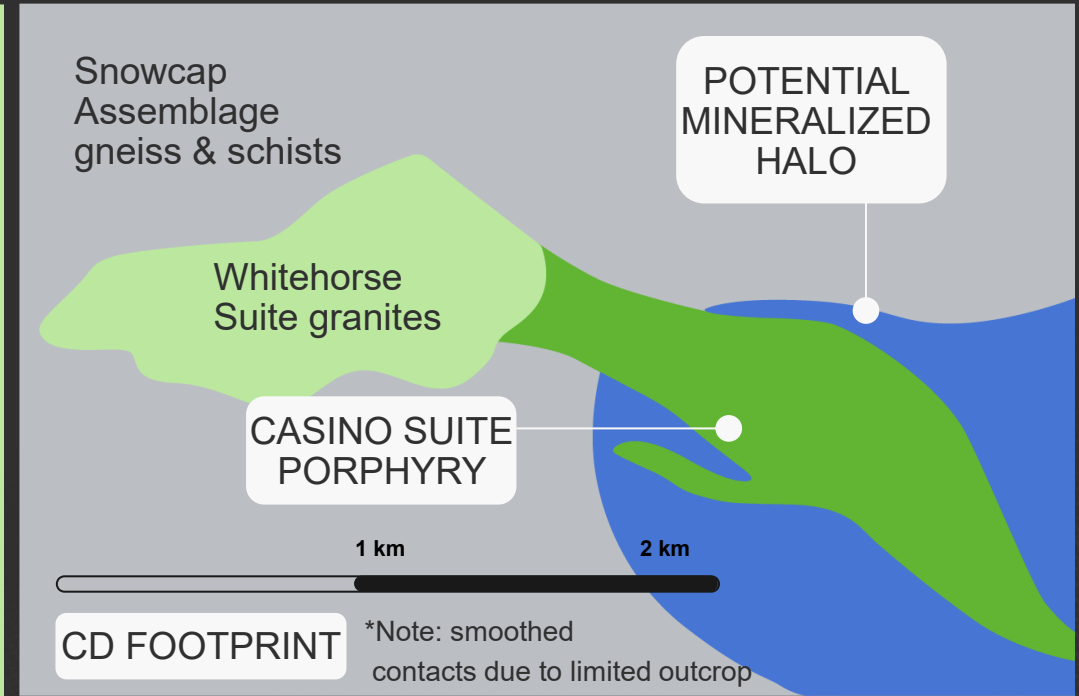 Snowcap
Assemblage
gneiss & schists
POTENTIAL
MINERALIZED
HALO
Whitehorse
Suite granites
CASINO SUITE
PORPHYRY
1 km
2 km
CD FOOTPRINT
*Note: smoothed
contacts due to limited outcrop